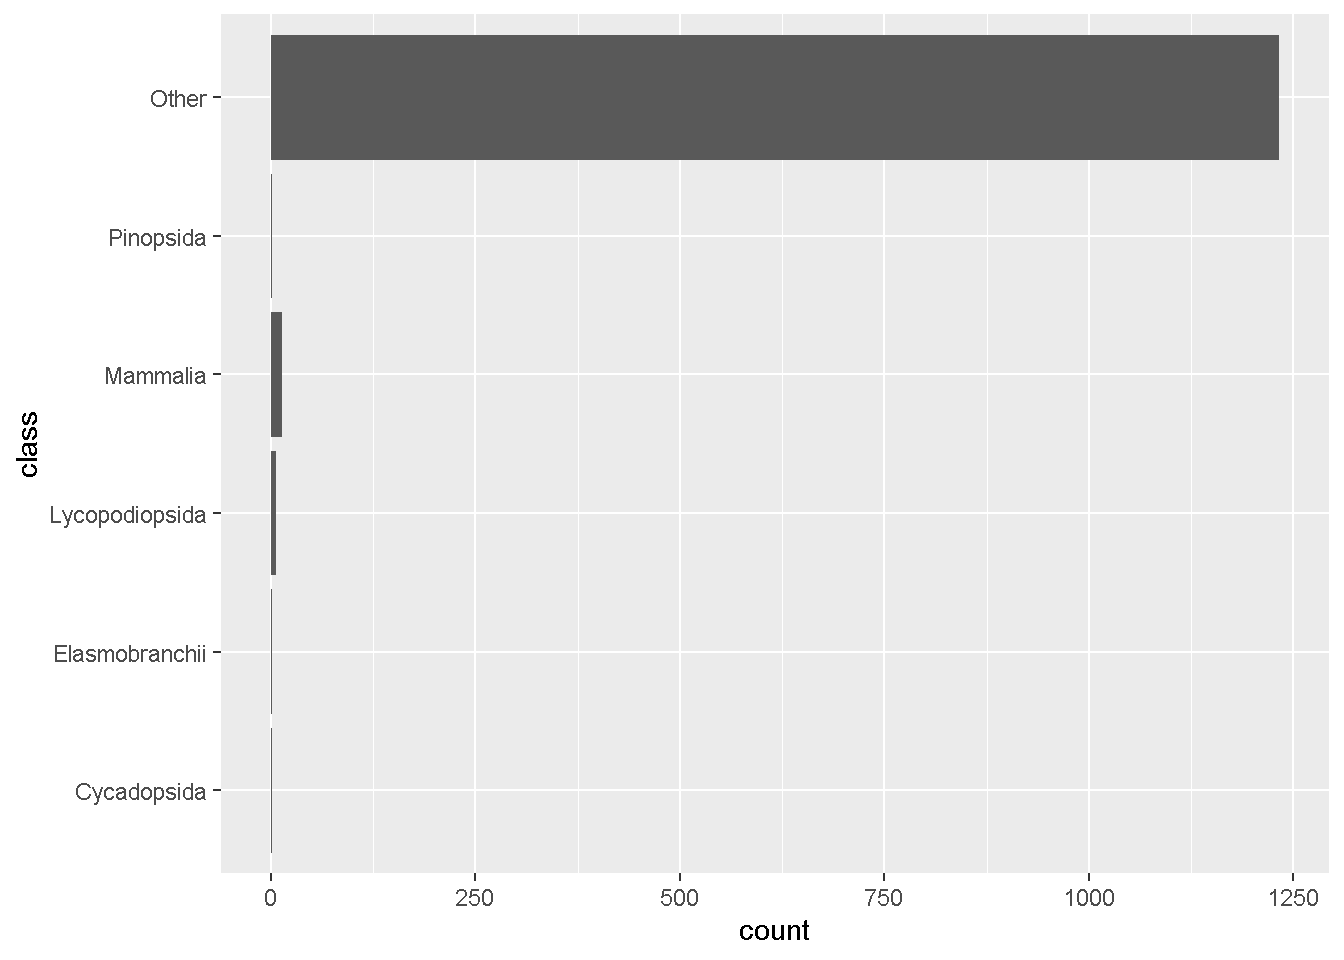 Other
Pinopsida
Mammalia
Lycopodiopsida
Elasmobranchii
Cycadopsida
class
0 250 500 750 1000 1250
count